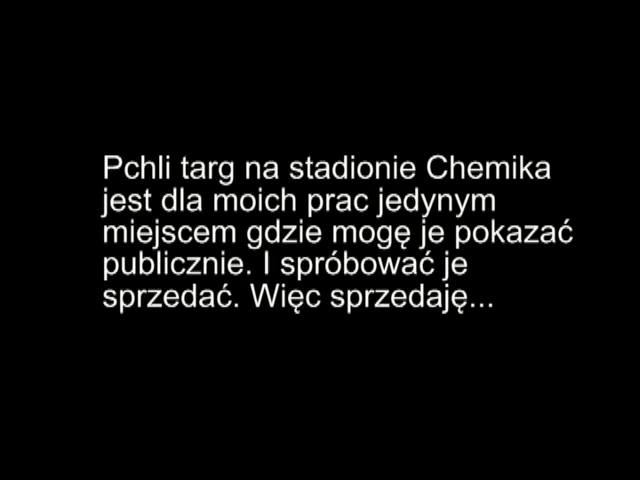 Pchli targ na stadionie Chemika
jest dla moich prac jedynym
miejscem gdzie mogę je pokazać
publicznie. I spróbować je
sprzedać. Więc sprzedaję...